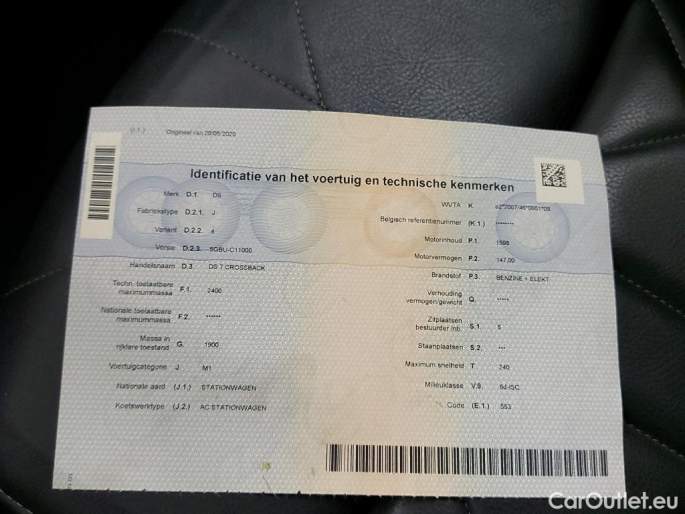 Origineel van 20/05/2020
Identificatie van het voertuig en technische kenmerken
Merk D.1. DS
Fabriekstype D.2.1. J
Variant D.2.2. 4
Versie D.2.3. 5GBU-C11000
Handelsnaam D.3. DS 7 CROSSBACK
Techn. toelaatbare
maximummassa F.1. 2400
Nationale toelaatbare
maximummassa F.2. ******
Massa in
rijklare toestand G. 1900
Voertuigcategorie J M1
Nationale aard (J.1.) STATIONWAGEN
Koetswerktype (J.2.) AC STATIONWAGEN
WVTA K.
Belgisch referentienummer (K.1.) ********
Motorinhoud P.1. 1598
Motorvermogen P.2. 147.00
Brandstof P.3. BENZINE + ELEKT
Verhouding
vermogen/gewicht Q. *****
Zitplaatsen
bestuurder inb. S.1. 5
Staanplaatsen S.2. ***
Maximum snelheid T 240
Milieuklasse V.9. 6d-ISC
Code (E.1.) 553
CarOutlet.eu